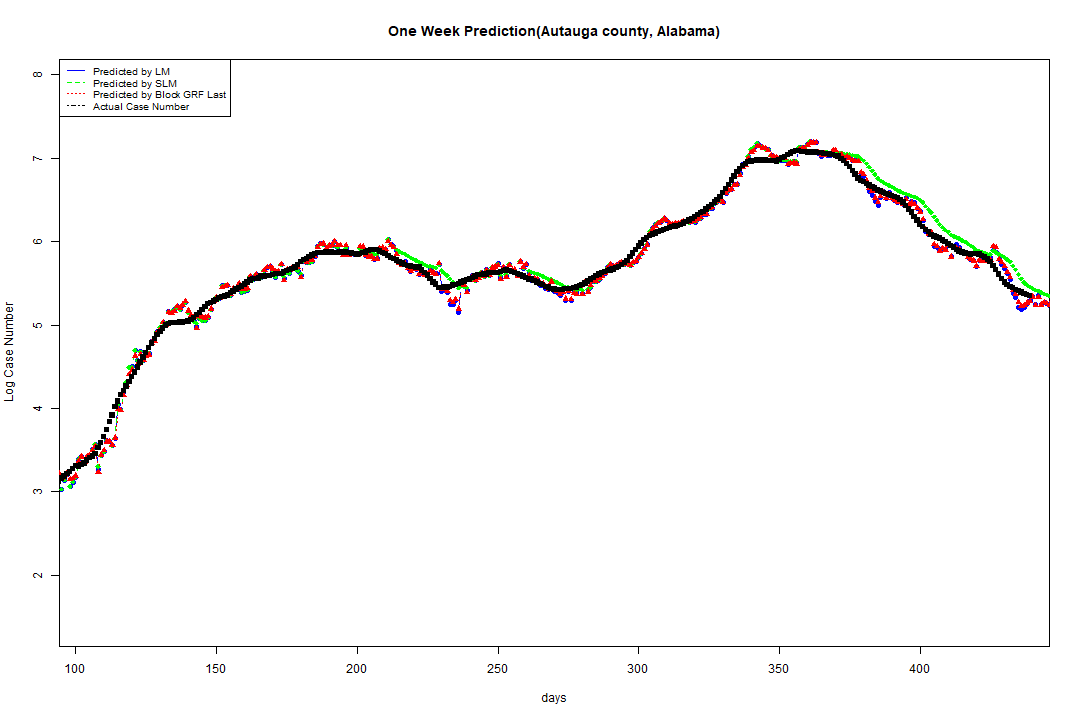 One Week Prediction(Autauga county, Alabama)
Predicted by LM
Predicted by SLM
Predicted by Block GRF Last
Actual Case Number
8
7
6
5
4
3
2
Log Case Number
100 150 200 250 300 350 400
days